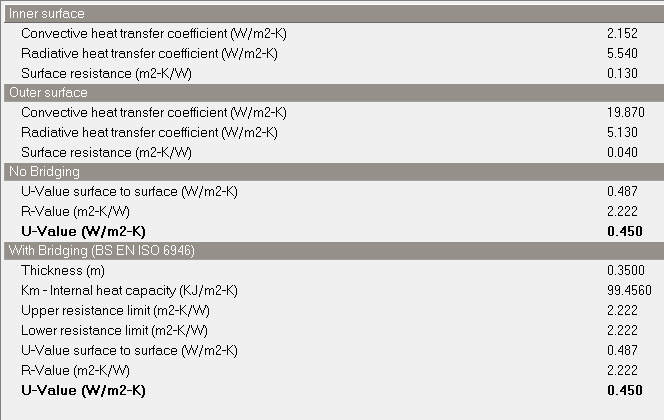 Inner surface
Convective heat transfer coefficient (W/m2-K) 2.152
Radiative heat transfer coefficient (W/m2-K) 5.540
Surface resistance (m2-K/W) 0.130
Outer surface
Convective heat transfer coefficient (W/m2-K) 19.870
Radiative heat transfer coefficient (W/m2-K) 5.130
Surface resistance (m2-K/W) 0.040
No Bridging
U-Value surface to surface (W/m2-K) 0.487
R-Value (m2-K/W) 2.222
U-Value (W/m2-K) 0.450
With Bridging (BS EN ISO 6946)
Thickness (m) 0.3500
Km - Internal heat capacity (KJ/m2-K) 99.4560
Upper resistance limit (m2-K/W) 2.222
Lower resistance limit (m2-K/W) 2.222
U-Value surface to surface (W/m2-K) 0.487
R-Value (m2-K/W) 2.222
U-Value (W/m2-K) 0.450